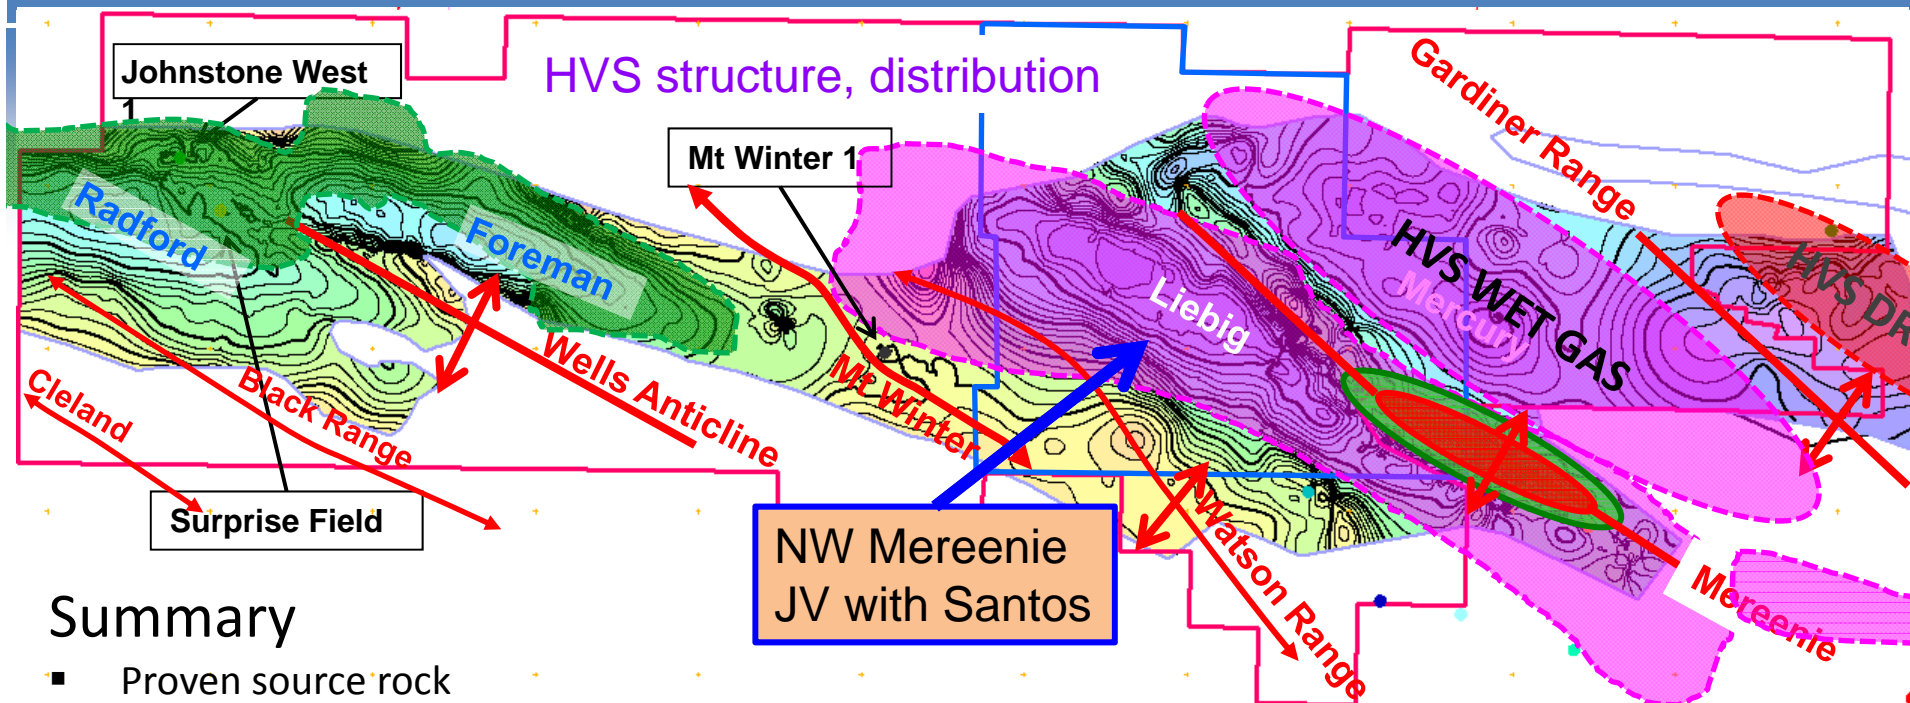 HVS structure, distribution
Johnstone West
1
Mt Winter 1
Gardiner Range
Radford
Foreman
HVS WET GAS
Mercury
HVS DR
Liebig
Wells Anticline
Mt Winter
Cleland
Black Range
Surprise Field
NW Mereenie
JV with Santos
Watson Range
Mereenie
Summary
▪ Proven source rock